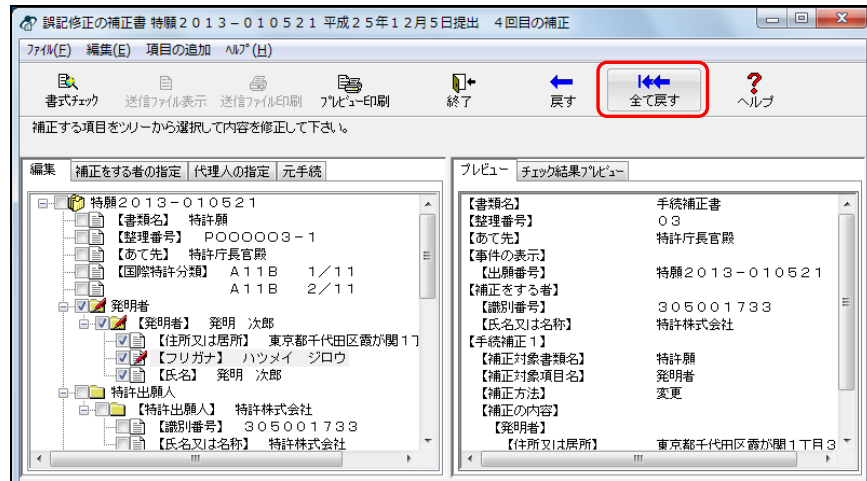 誤記修正の補正書 特願２０１３－０１０５２１ 平成２５年１２月５日提出　４回目の補正
ﾌｧｲﾙ(F)　編集(E)　項目の追加　ﾍﾙﾌﾟ(H)
書式ﾁｪｯｸ　送信ﾌｧｲﾙ表示　送信ﾌｧｲﾙ印刷　ﾌﾟﾚﾋﾞｭｰ印刷　終了　戻す　全て戻す　ヘルプ
補正する項目をツリーから選択して内容を修正して下さい。
編集　補正をする者の指定　代理人の指定　元手続
特願２０１３－０１０５２１
【書類名】　特許願
【整理番号】　Ｐ０００００３－１
【あて先】　特許庁長官殿
【国際特許分類】　Ａ１１Ｂ　　１／１１
Ａ１１Ｂ　　２／１１
発明者
【発明者】　発明　次郎
【住所又は居所】　東京都千代田区霞が関１丁
【フリガナ】　ハツメイ　ジロウ
【氏名】　発明　次郎
特許出願人
【特許出願人】　特許株式会社
【識別番号】　３０５００１７３３
【氏名又は名称】　特許株式会社
プレビュー　チェック結果プレビュー
【書類名】　手続補正書
【整理番号】　０３
【あて先】　特許庁長官殿
【事件の表示】
【出願番号】　特願２０１３－０１０５２１
【補正をする者】
【識別番号】　３０５００１７３３
【氏名又は名称】　特許株式会社
【手続補正１】
【補正対象書類名】　特許願
【補正対象項目名】　発明者
【補正方法】　変更
【補正の内容】
【発明者】
【住所又は居所】　東京都千代田区霞が関１丁目３